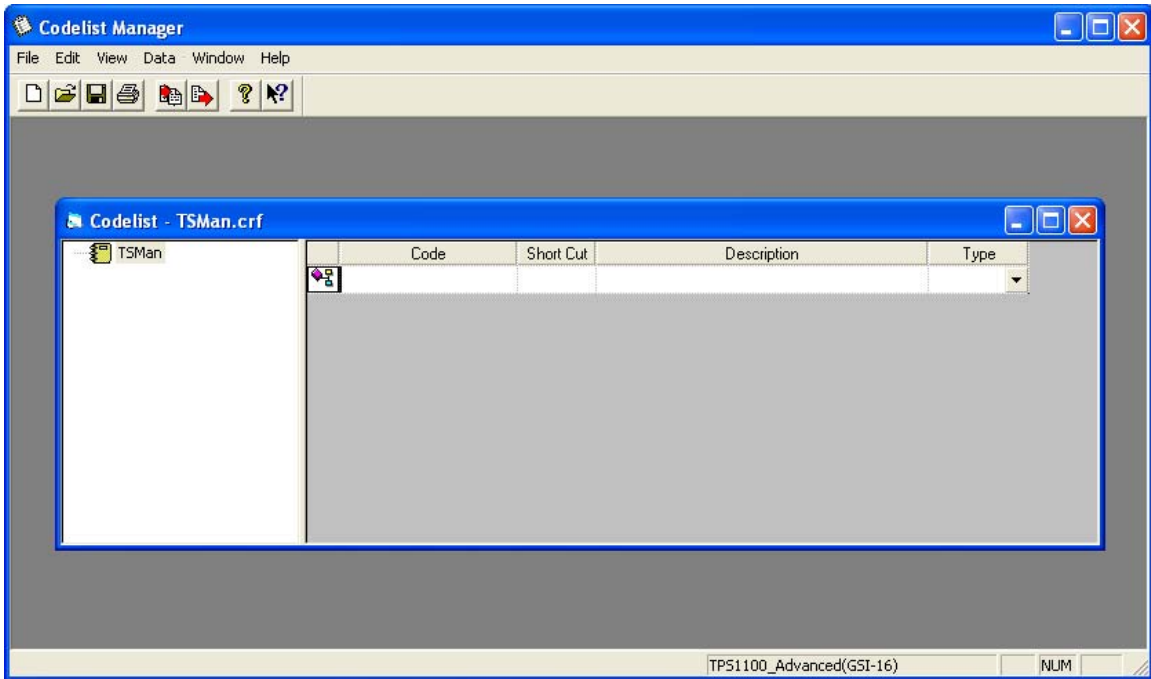 Codelist Manager
File Edit View Data Window Help
Codelist - TSMan.crf
TSMan
Code Short Cut Description Type
TPS1100_Advanced(GSI-16) NUM